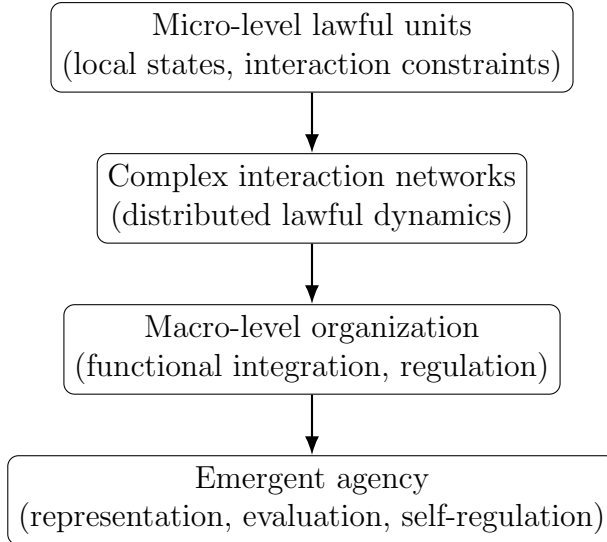 Micro-level lawful units
(local states, interaction constraints)
Complex interaction networks
(distributed lawful dynamics)
Macro-level organization
(functional integration, regulation)
Emergent agency
(representation, evaluation, self-regulation)